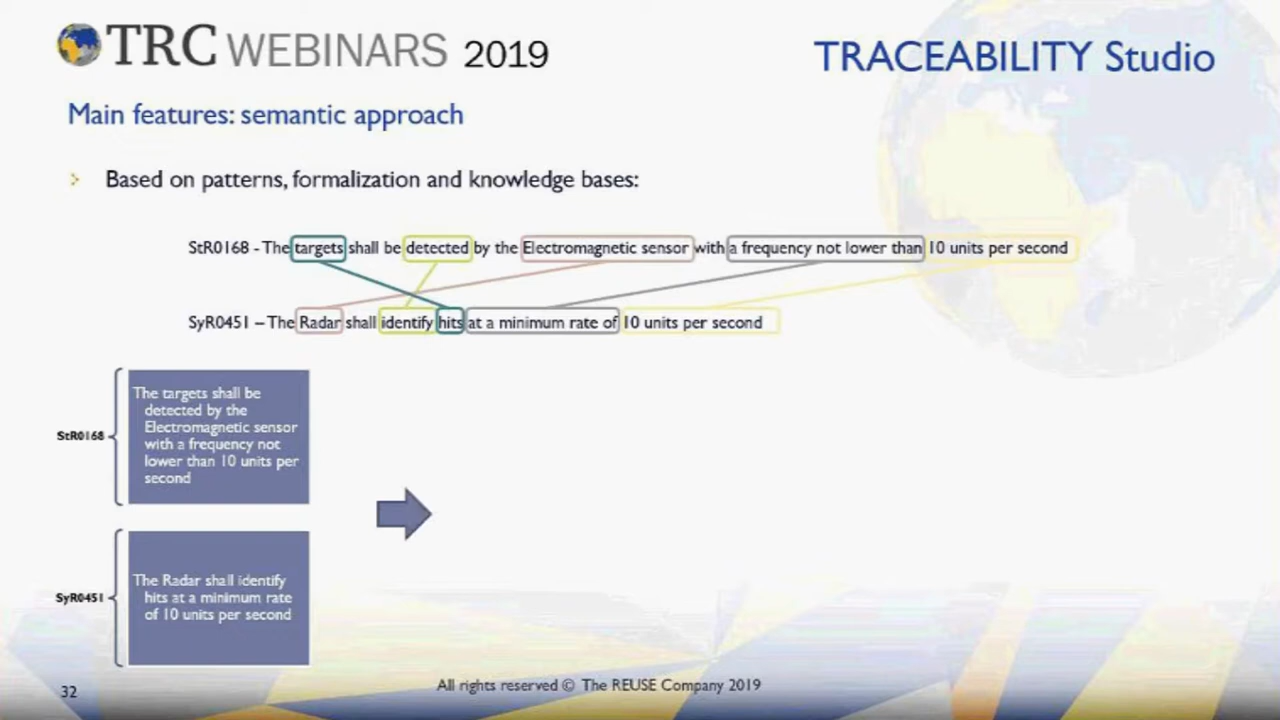 TRC WEBINARS 2019
TRACEABILITY Studio
Main features: semantic approach
Based on patterns, formalization and knowledge bases:
StR0168 - The targets shall be detected by the Electromagnetic sensor with a frequency not lower than 10 units per second
SyR0451 – The Radar shall identify hits at a minimum rate of 10 units per second
StR0168
The targets shall be
detected by the
Electromagnetic sensor
with a frequency not
lower than 10 units per
second
SyR0451
The Radar shall identify
hits at a minimum rate
of 10 units per second
32
All rights reserved © The REUSE Company 2019